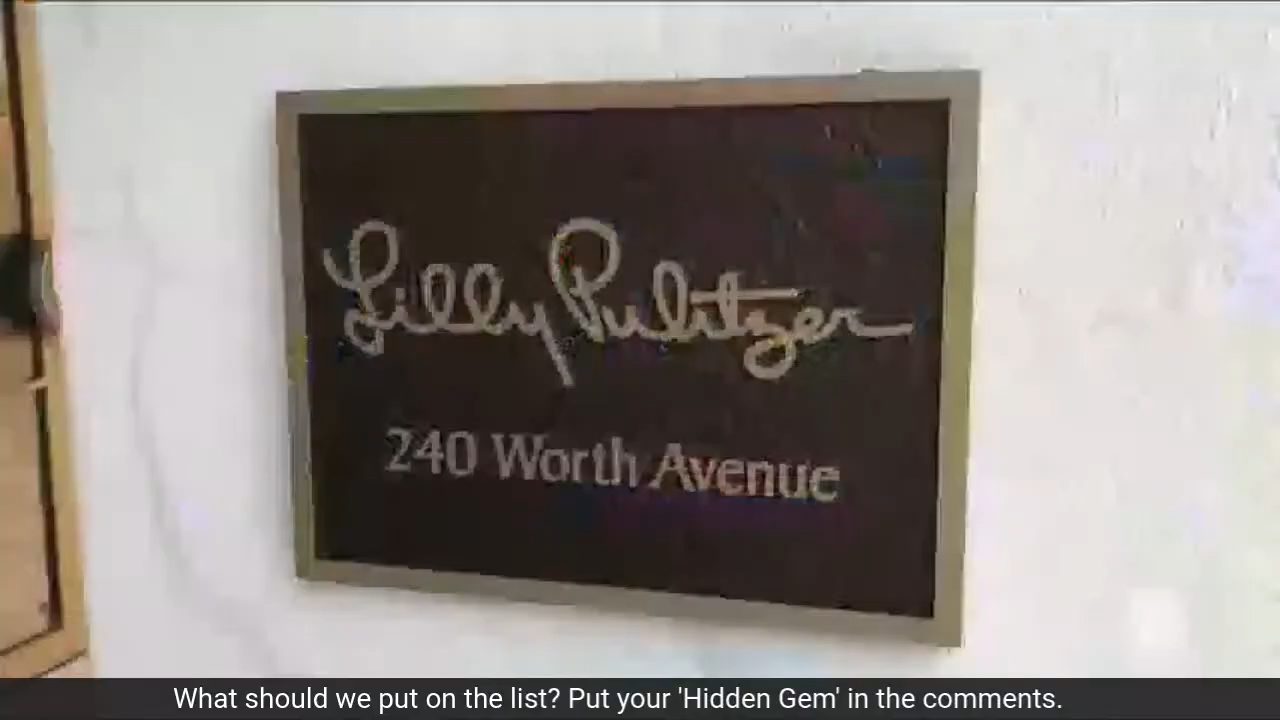 Lilly Pulitzer
240 Worth Avenue
What should we put on the list? Put your 'Hidden Gem' in the comments.